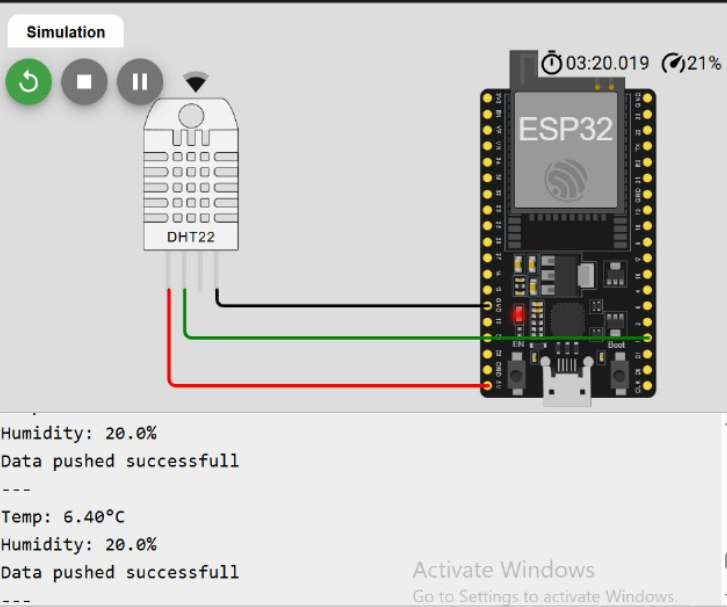 Simulation
03:20.019
21%
ESP32
DHT22
EN
Boot
Humidity: 20.0%
Data pushed successfull
---
Temp: 6.40°C
Humidity: 20.0%
Data pushed successfull
---
Activate Windows
Go to Settings to activate Windows.